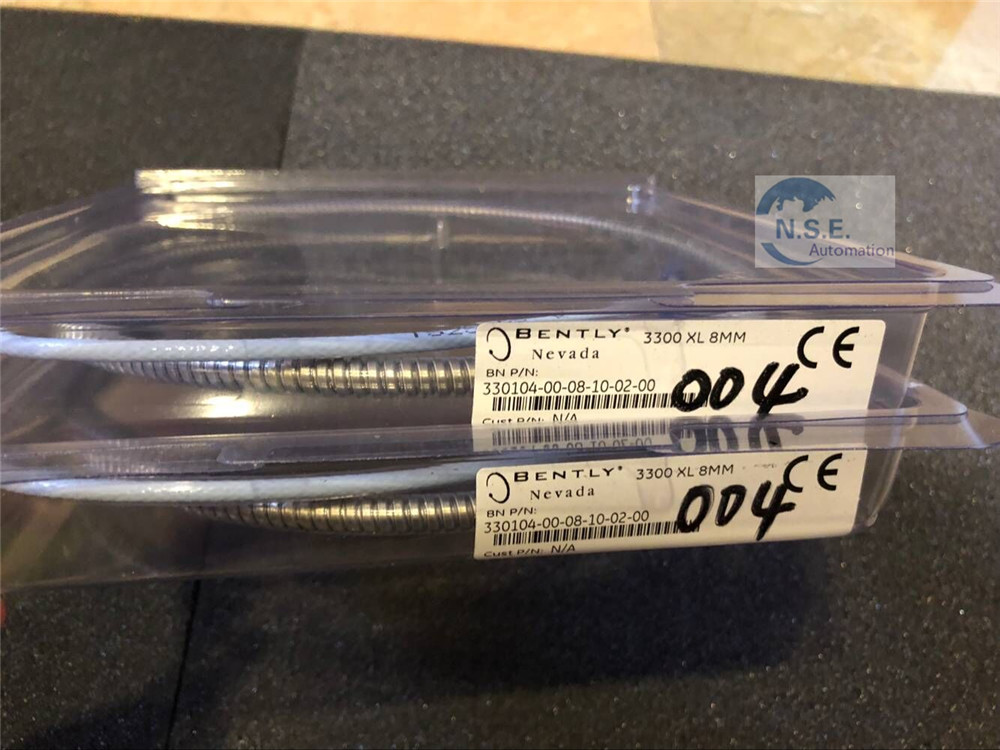 N.S.E.
Automation
BENTLY® 3300 XL 8MM
Nevada
BN P/N:
330104-00-08-10-02-00
004
CE
Cust P/N: N/A
BENTLY® 3300 XL 8MM
Nevada
BN P/N:
330104-00-08-10-02-00
004
CE
Cust P/N: N/A